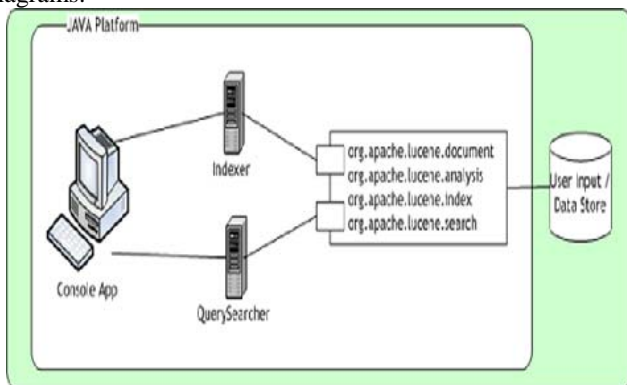 agrams.
JAVA Platform
Indexer
org.apache.lucene.document
org.apache.lucene.analysis
org.apache.lucene.index
org.apache.lucene.search
User Input /
Data Store
Console App
QuerySearcher